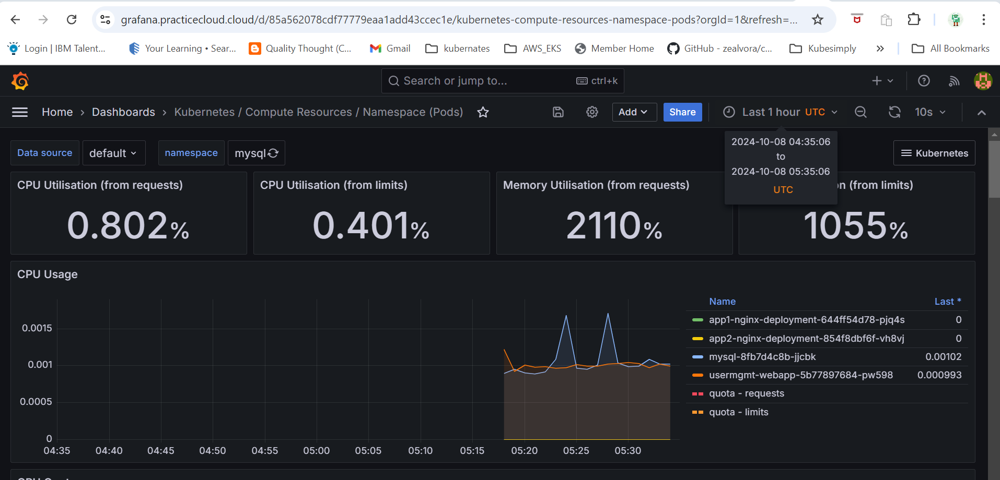 grafana.practicecloud.cloud/d/85a562078cdf77779eaa1add43ccec1e/kubernetes-compute-resources-namespace-pods?orgId=1&refresh=...
Login | IBM Talent... Your Learning • Sear... Quality Thought (C... Gmail kubernates AWS_EKS Member Home GitHub - zealvora/c... Kubesimply » All Bookmarks
Search or jump to... ctrl+k
Home › Dashboards › Kubernetes / Compute Resources / Namespace (Pods) Add Share Last 1 hour UTC 10s
2024-10-08 04:35:06
to
2024-10-08 05:35:06
UTC
Data source default namespace mysql Kubernetes
CPU Utilisation (from requests)
0.802%
CPU Utilisation (from limits)
0.401%
Memory Utilisation (from requests)
2110%
n (from limits)
1055%
CPU Usage
0.0015
0.001
0.0005
0
04:35 04:40 04:45 04:50 04:55 05:00 05:05 05:10 05:15 05:20 05:25 05:30
Name Last *
app1-nginx-deployment-644ff54d78-pjq4s 0
app2-nginx-deployment-854f8dbf6f-vh8vj 0
mysql-8fb7d4c8b-jjcbk 0.00102
usermgmt-webapp-5b77897684-pw598 0.000993
quota - requests
quota - limits